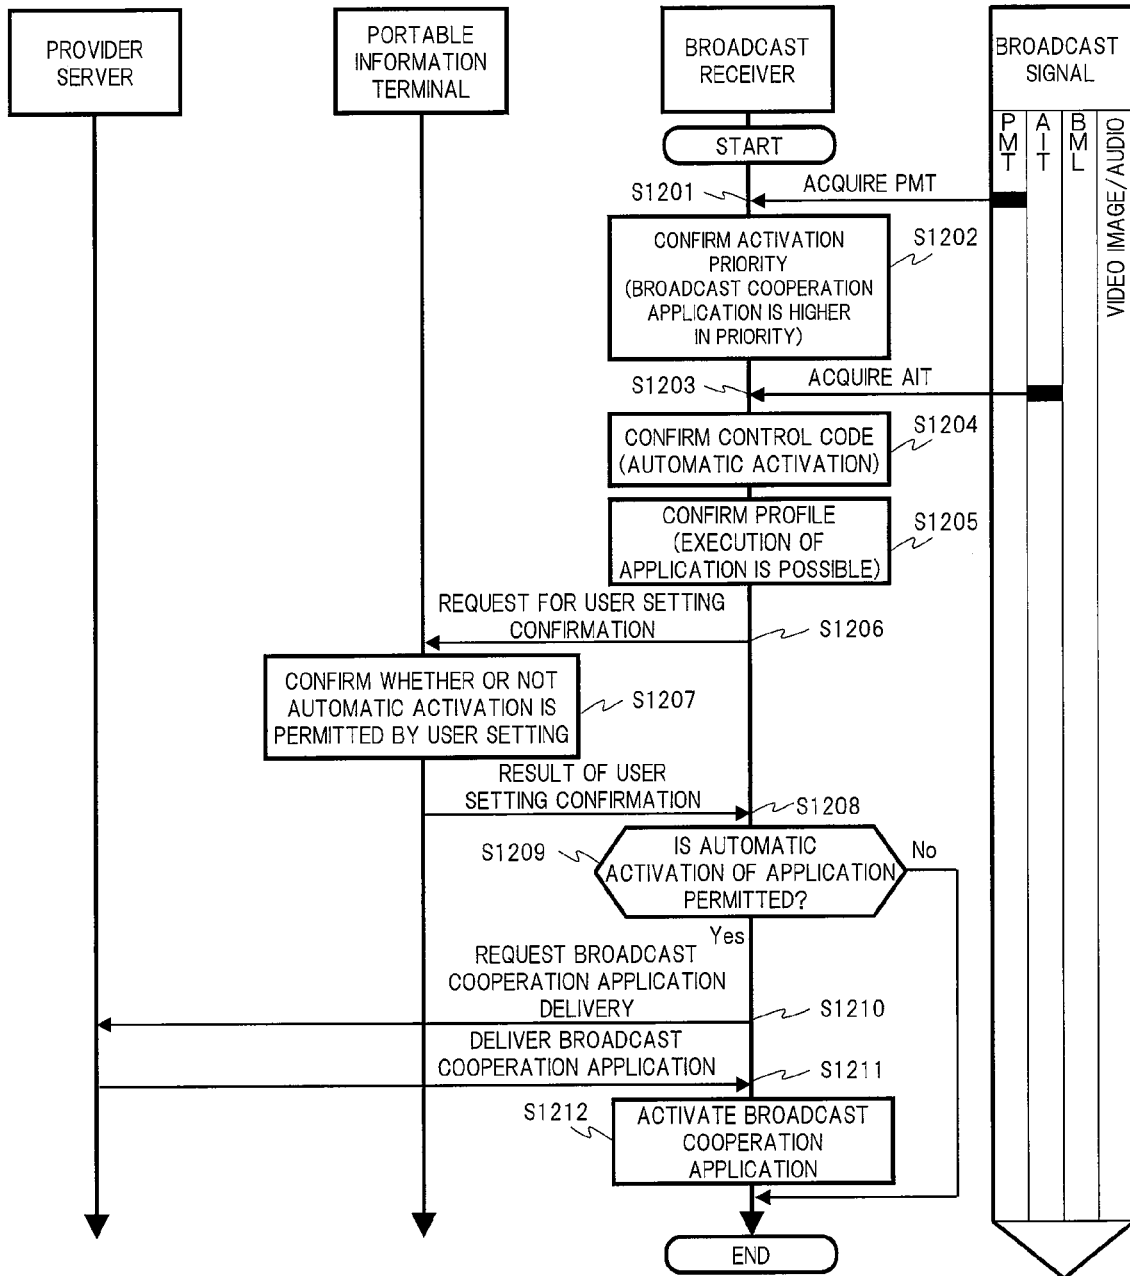 PROVIDER
SERVER
PORTABLE
INFORMATION
TERMINAL
BROADCAST
RECEIVER
BROADCAST
SIGNAL
PMT
AIT
BML
VIDEO IMAGE/AUDIO
START
S1201
ACQUIRE PMT
CONFIRM ACTIVATION
PRIORITY
(BROADCAST COOPERATION
APPLICATION IS HIGHER
IN PRIORITY)
S1202
S1203
ACQUIRE AIT
CONFIRM CONTROL CODE
(AUTOMATIC ACTIVATION)
S1204
CONFIRM PROFILE
(EXECUTION OF
APPLICATION IS POSSIBLE)
S1205
REQUEST FOR USER SETTING
CONFIRMATION
S1206
CONFIRM WHETHER OR NOT
AUTOMATIC ACTIVATION IS
PERMITTED BY USER SETTING
S1207
RESULT OF USER
SETTING CONFIRMATION
S1208
S1209
IS AUTOMATIC
ACTIVATION OF APPLICATION
PERMITTED?
No
Yes
REQUEST BROADCAST
COOPERATION APPLICATION
DELIVERY
S1210
DELIVER BROADCAST
COOPERATION APPLICATION
S1211
S1212
ACTIVATE BROADCAST
COOPERATION
APPLICATION
END